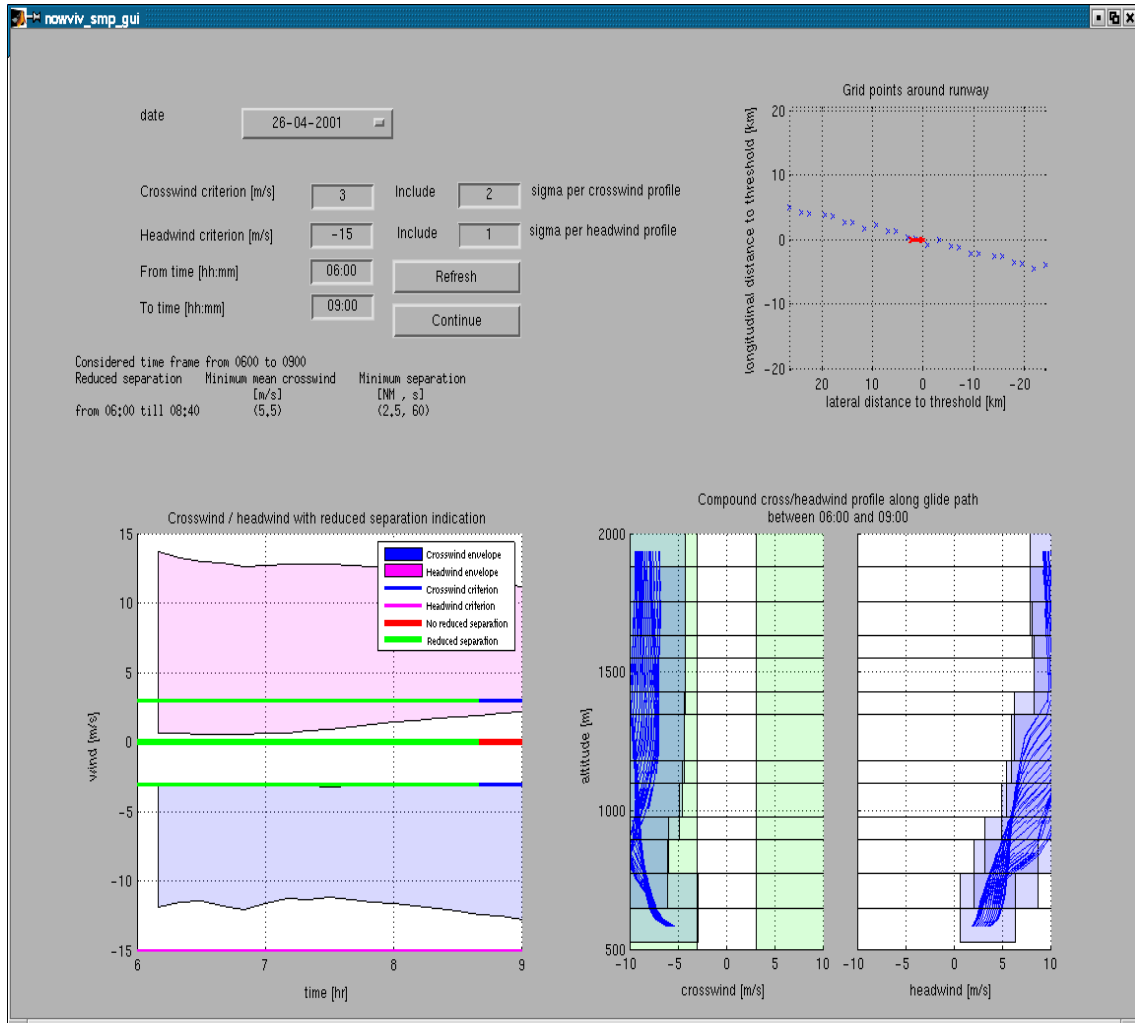 nowviv_smp_gui
date
26-04-2001
Crosswind criterion [m/s]
3
Include
2
sigma per crosswind profile
Headwind criterion [m/s]
-15
Include
1
sigma per headwind profile
From time [hh:mm]
06:00
Refresh
To time [hh:mm]
09:00
Continue
Considered time frame from 0600 to 0900
Reduced separation Minimum mean crosswind Minimum separation
[m/s] [NM , s]
from 06:00 till 08:40 (5.5) (2.5, 60)
Grid points around runway
longitudinal distance to threshold [km]
20
10
0
-10
-20
20 10 0 -10 -20
lateral distance to threshold [km]
Crosswind / headwind with reduced separation indication
wind [m/s]
15
10
5
0
-5
-10
-15
6 7 8 9
time [hr]
Crosswind envelope
Headwind envelope
Crosswind criterion
Headwind criterion
No reduced separation
Reduced separation
Compound cross/headwind profile along glide path
between 06:00 and 09:00
altitude [m]
2000
1500
1000
500
-10 -5 0 5 10
crosswind [m/s]
-10 -5 0 5 10
headwind [m/s]